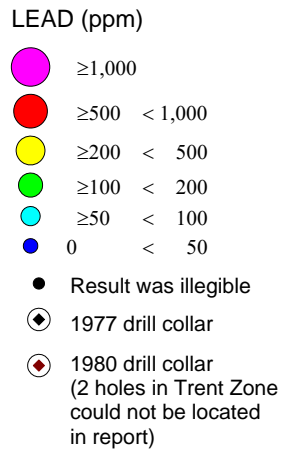 LEAD (ppm)
≥1,000
≥500 < 1,000
≥200 < 500
≥100 < 200
≥50 < 100
0 < 50
Result was illegible
1977 drill collar
1980 drill collar
(2 holes in Trent Zone
could not be located
in report)